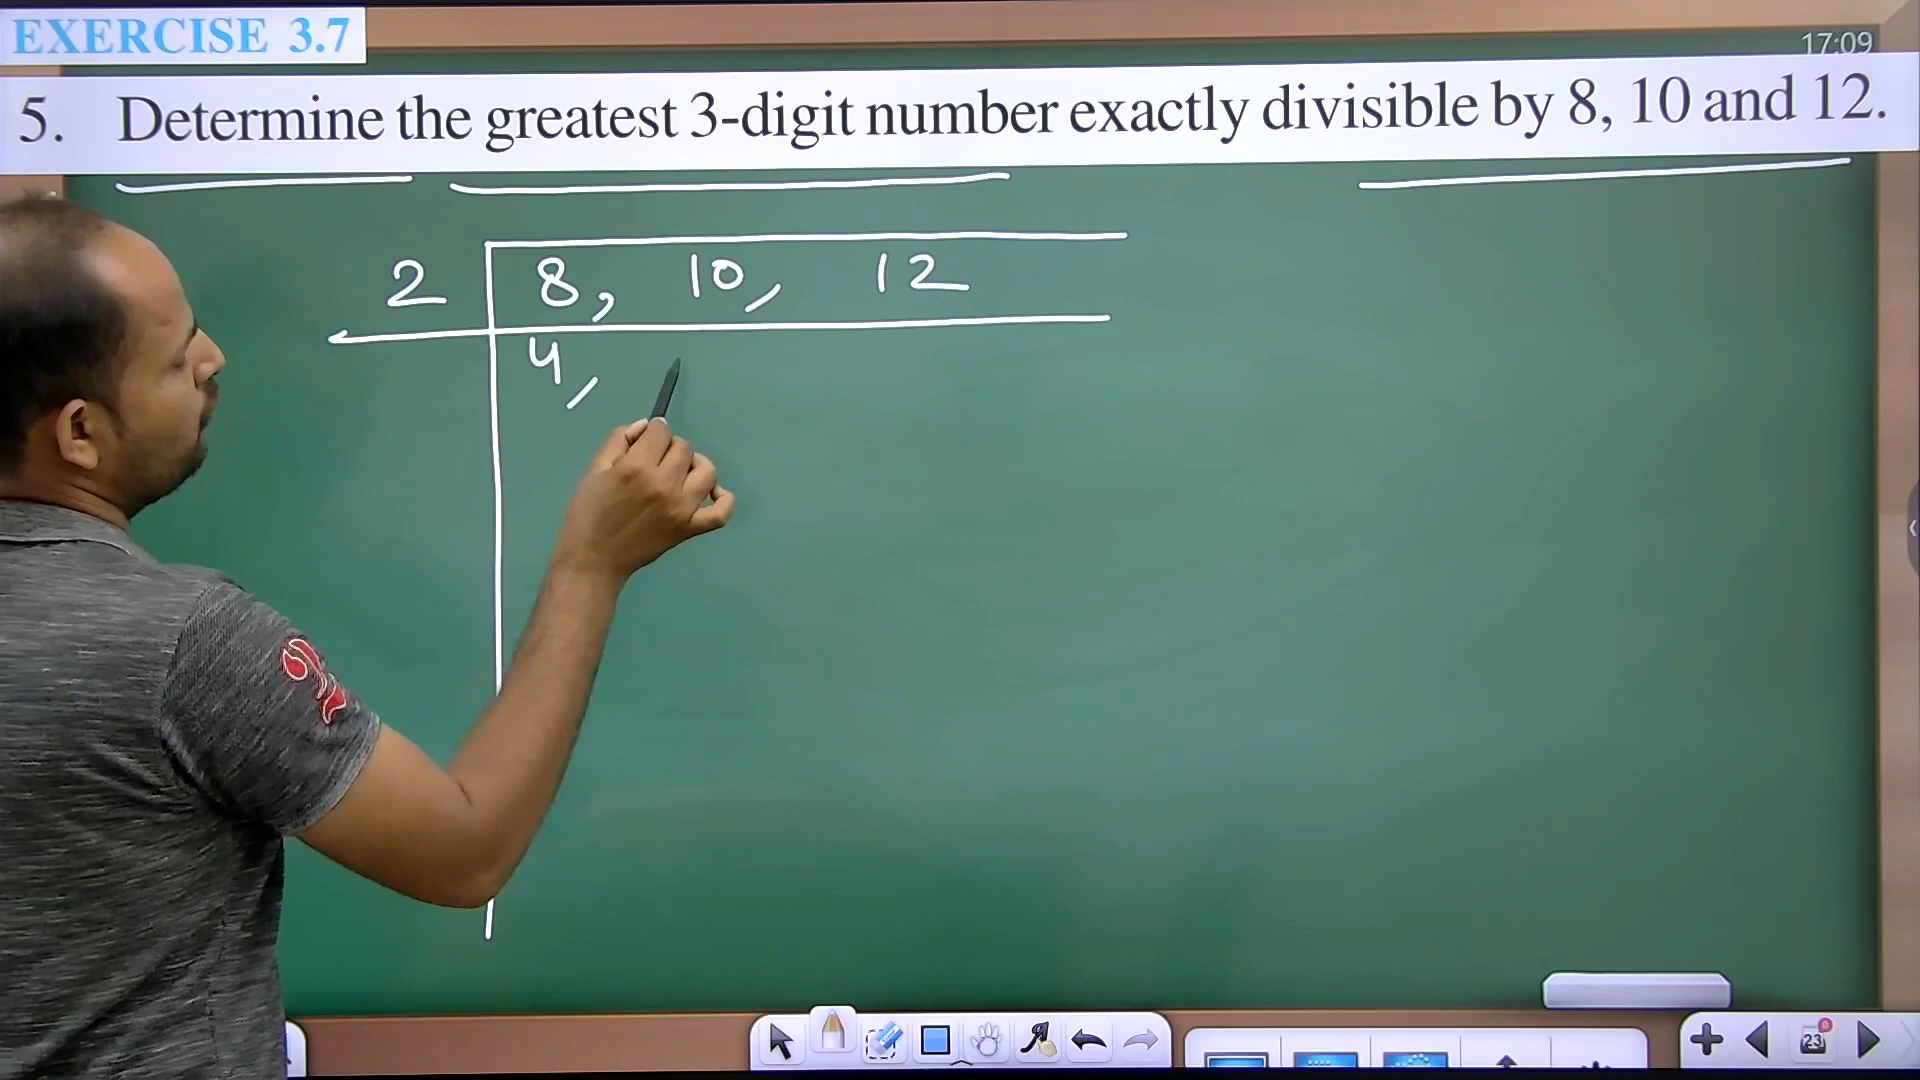 EXERCISE 3.7
17:09
5. Determine the greatest 3-digit number exactly divisible by 8, 10 and 12.
2 8, 10, 12
4,
23